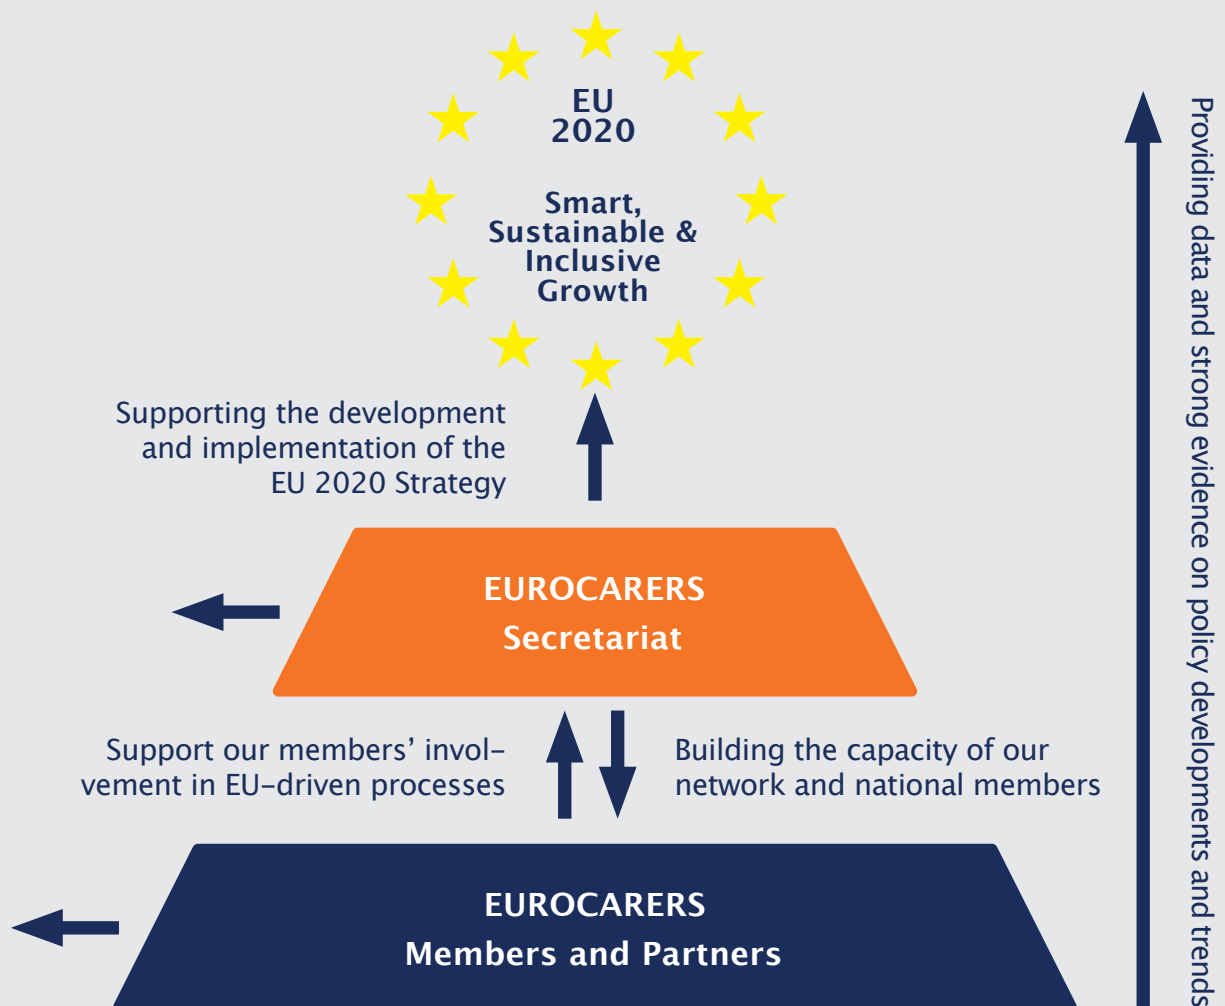 EU
2020
Smart,
Sustainable &
Inclusive
Growth
Supporting the development
and implementation of the
EU 2020 Strategy
EUROCARERS
Secretariat
Support our members’ invol–
vement in EU–driven processes
Building the capacity of our
network and national members
EUROCARERS
Members and Partners
Providing data and strong evidence on policy developments and trends